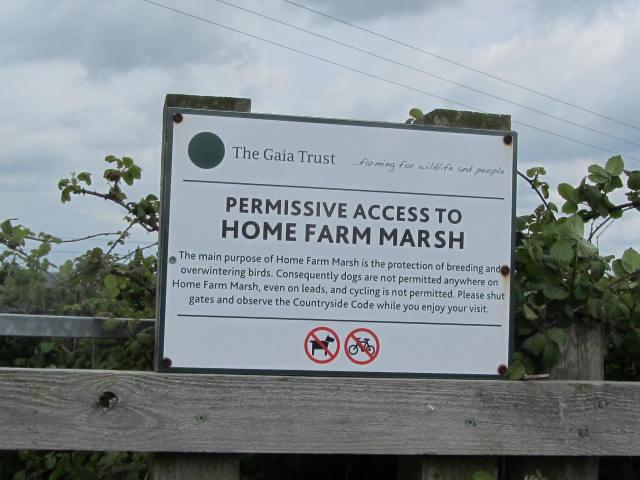 The Gaia Trust
...farming for wildlife and people
PERMISSIVE ACCESS TO
HOME FARM MARSH
The main purpose of Home Farm Marsh is the protection of breeding and
overwintering birds. Consequently dogs are not permitted anywhere on
Home Farm Marsh, even on leads, and cycling is not permitted. Please shut
gates and observe the Countryside Code while you enjoy your visit.